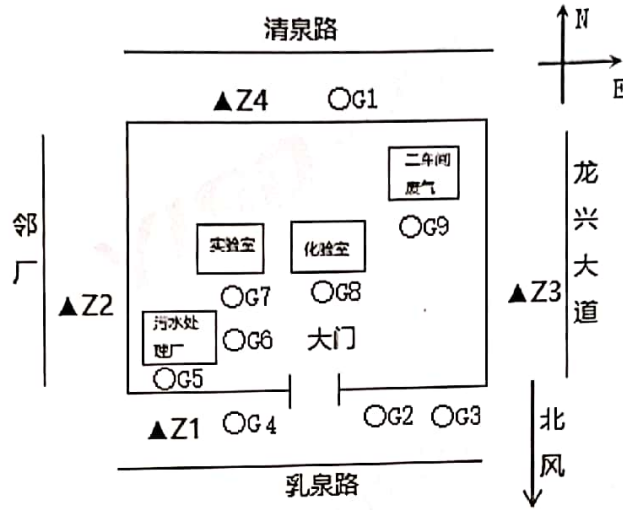 清泉路
N
▲Z4
○G1
E
二车间
废气
龙兴大道
邻厂
实验室
化验室
○G9
○G7
○G8
▲Z2
▲Z3
污水处
理厂
○G6
大门
○G5
▲Z1
○G4
○G2
○G3
北风
乳泉路